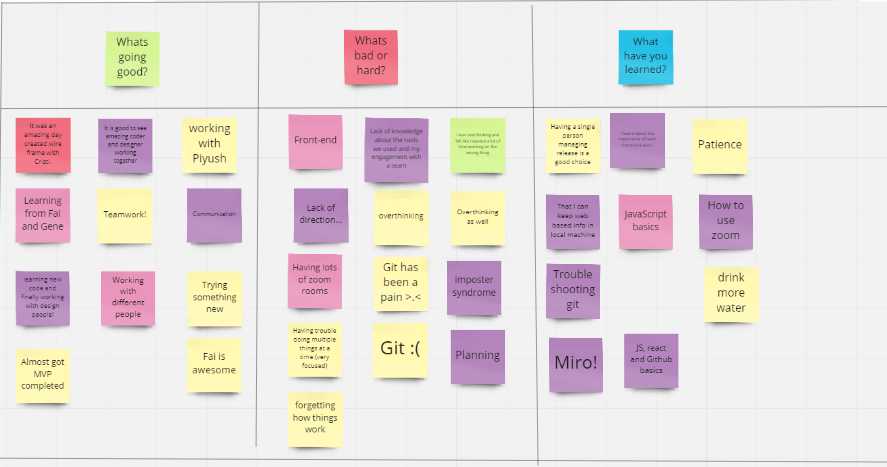 Whats
going
good?
Whats
bad or
hard?
What
have you
learned?
It was an
amazing day
created wire
frame with
Cristi.
It is good to see
amazing coder
and designer
working
together
working
with
Piyush
Learning
from Fai
and Gene
Teamwork!
Communication
learning new
code and
finally working
with design
people!
Working
with
different
people
Trying
something
new
Almost got
MVP
completed
Fai is
awesome
Front-end
Lack of knowledge
about the tools
we used and my
engagement with
a team
I was overthinking and
felt like I wasted a lot of
time working on the
wrong thing
Lack of
direction...
overthinking
Overthinking
as well
Having lots
of zoom
rooms
Git has
been a
pain >.<
Imposter
syndrome
Having trouble
doing multiple
things at a
time (very
focused)
Git :(
Planning
forgetting
how things
work
Having a single
person
managing
release is a
good choice
Patience
That I can
keep web
based info in
local machine
JavaScript
basics
How to
use
zoom
Trouble
shooting
git
drink
more
water
Miro!
JS, react
and Github
basics